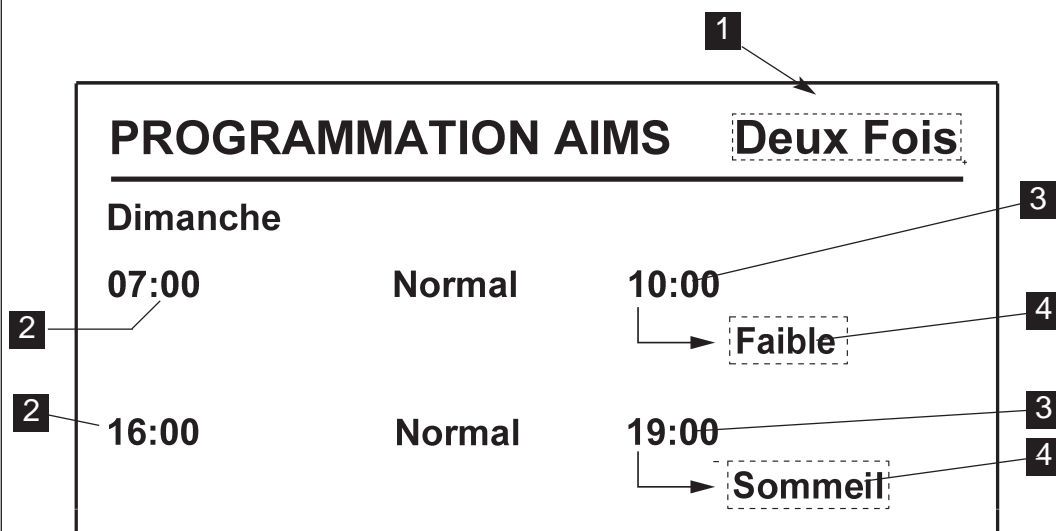 1
PROGRAMMATION AIMS Deux Fois
Dimanche
3
07:00 Normal 10:00
2
4
Faible
2
3
16:00 Normal 19:00
4
Sommeil